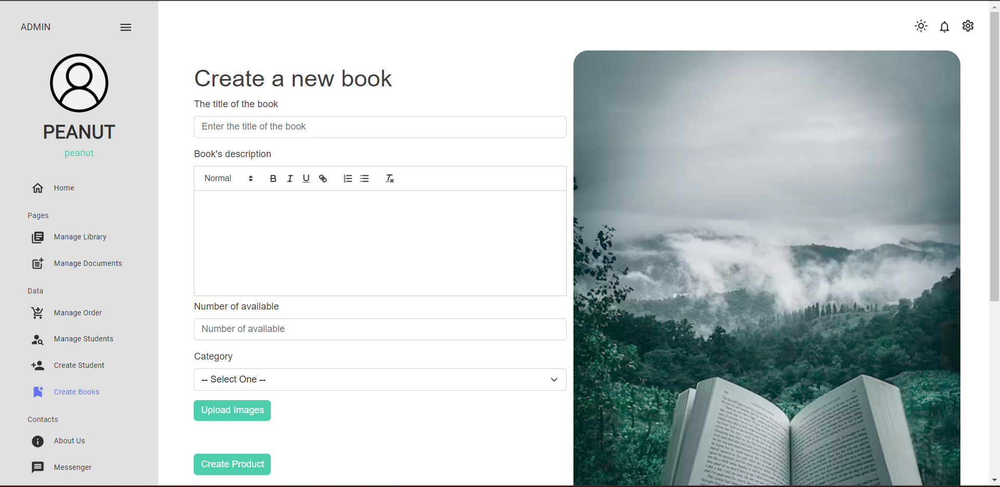 ADMIN
PEANUT
peanut
Home
Pages
Manage Library
Manage Documents
Data
Manage Order
Manage Students
Create Student
Create Books
Contacts
About Us
Messenger
Create a new book
The title of the book
Enter the title of the book
Book's description
Normal
Number of available
Number of available
Category
-- Select One --
Upload Images
Create Product